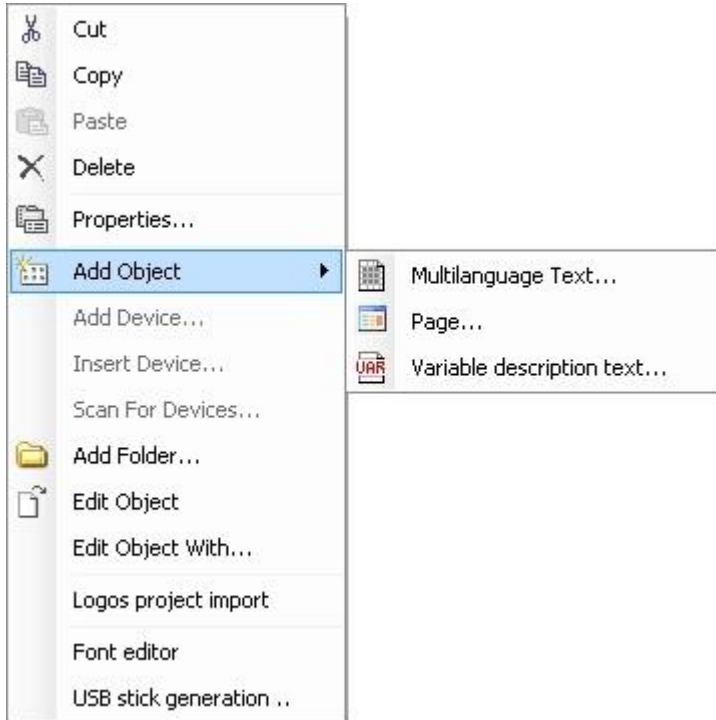 Cut
Copy
Paste
Delete
Properties...
Add Object
Add Device...
Insert Device...
Scan For Devices...
Add Folder...
Edit Object
Edit Object With...
Logos project import
Font editor
USB stick generation ..
Multilanguage Text...
Page...
VAR Variable description text...